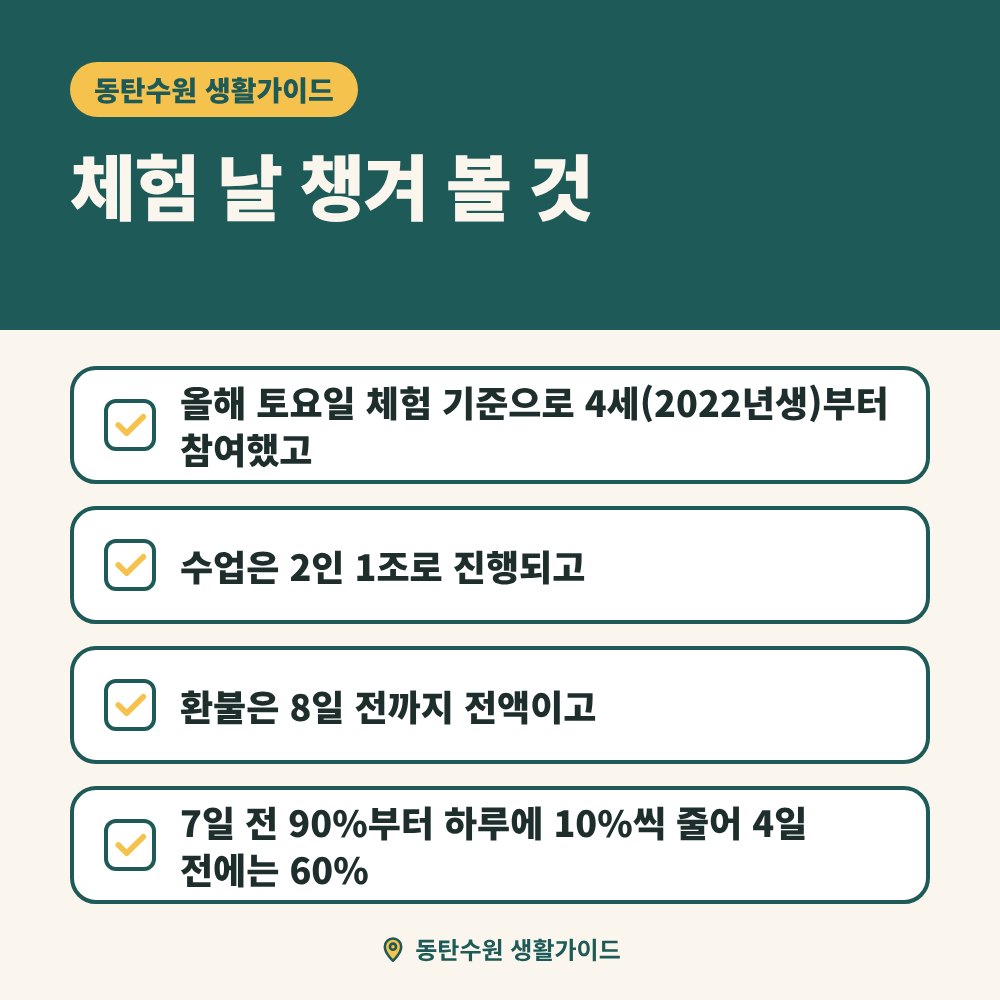 동탄수원 생활가이드
체험 날 챙겨 볼 것
올해 토요일 체험 기준으로 4세(2022년생)부터
참여했고
수업은 2인 1조로 진행되고
환불은 8일 전까지 전액이고
7일 전 90%부터 하루에 10%씩 줄어 4일
전에는 60%
동탄수원 생활가이드